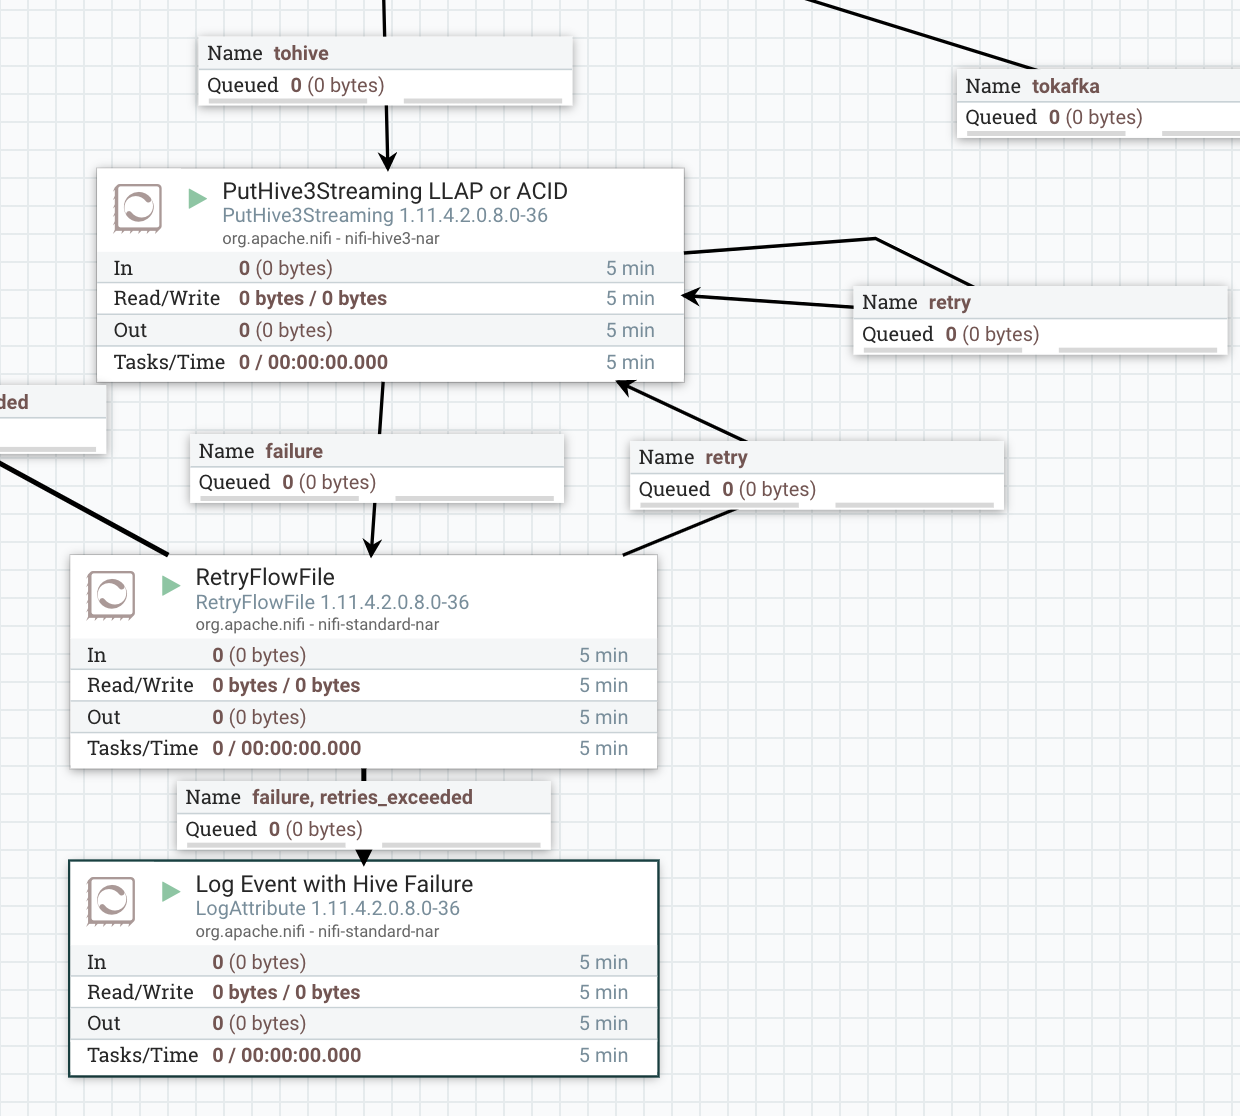 Name tohive
Queued 0 (0 bytes)
Name tokafka
Queued 0 (0 bytes)
PutHive3Streaming LLAP or ACID
PutHive3Streaming 1.11.4.2.0.8.0-36
org.apache.nifi - nifi-hive3-nar
In 0 (0 bytes) 5 min
Read/Write 0 bytes / 0 bytes 5 min
Out 0 (0 bytes) 5 min
Tasks/Time 0 / 00:00:00.000 5 min
Name retry
Queued 0 (0 bytes)
ded
Name failure
Queued 0 (0 bytes)
Name retry
Queued 0 (0 bytes)
RetryFlowFile
RetryFlowFile 1.11.4.2.0.8.0-36
org.apache.nifi - nifi-standard-nar
In 0 (0 bytes) 5 min
Read/Write 0 bytes / 0 bytes 5 min
Out 0 (0 bytes) 5 min
Tasks/Time 0 / 00:00:00.000 5 min
Name failure, retries_exceeded
Queued 0 (0 bytes)
Log Event with Hive Failure
LogAttribute 1.11.4.2.0.8.0-36
org.apache.nifi - nifi-standard-nar
In 0 (0 bytes) 5 min
Read/Write 0 bytes / 0 bytes 5 min
Out 0 (0 bytes) 5 min
Tasks/Time 0 / 00:00:00.000 5 min